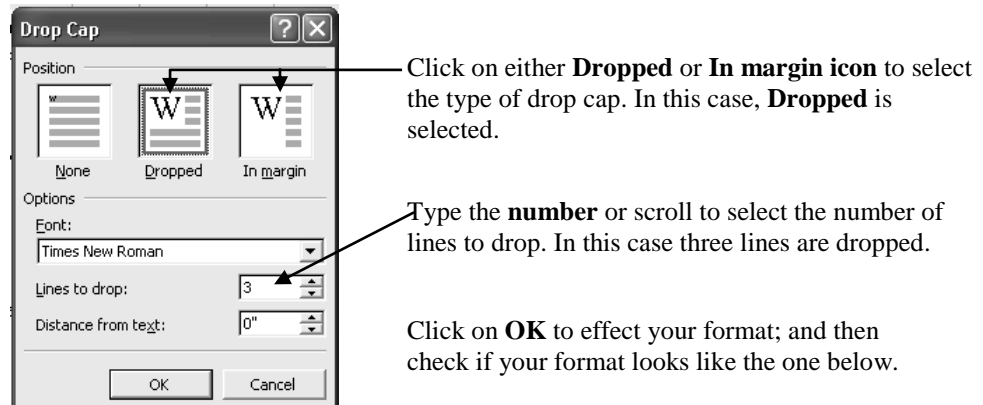 Drop Cap
Position
W
W
W
None
Dropped
In margin
Options
Font:
Times New Roman
Lines to drop:
3
Distance from text:
0"
OK
Cancel
Click on either Dropped or In margin icon to select
the type of drop cap. In this case, Dropped is
selected.
Type the number or scroll to select the number of
lines to drop. In this case three lines are dropped.
Click on OK to effect your format; and then
check if your format looks like the one below.